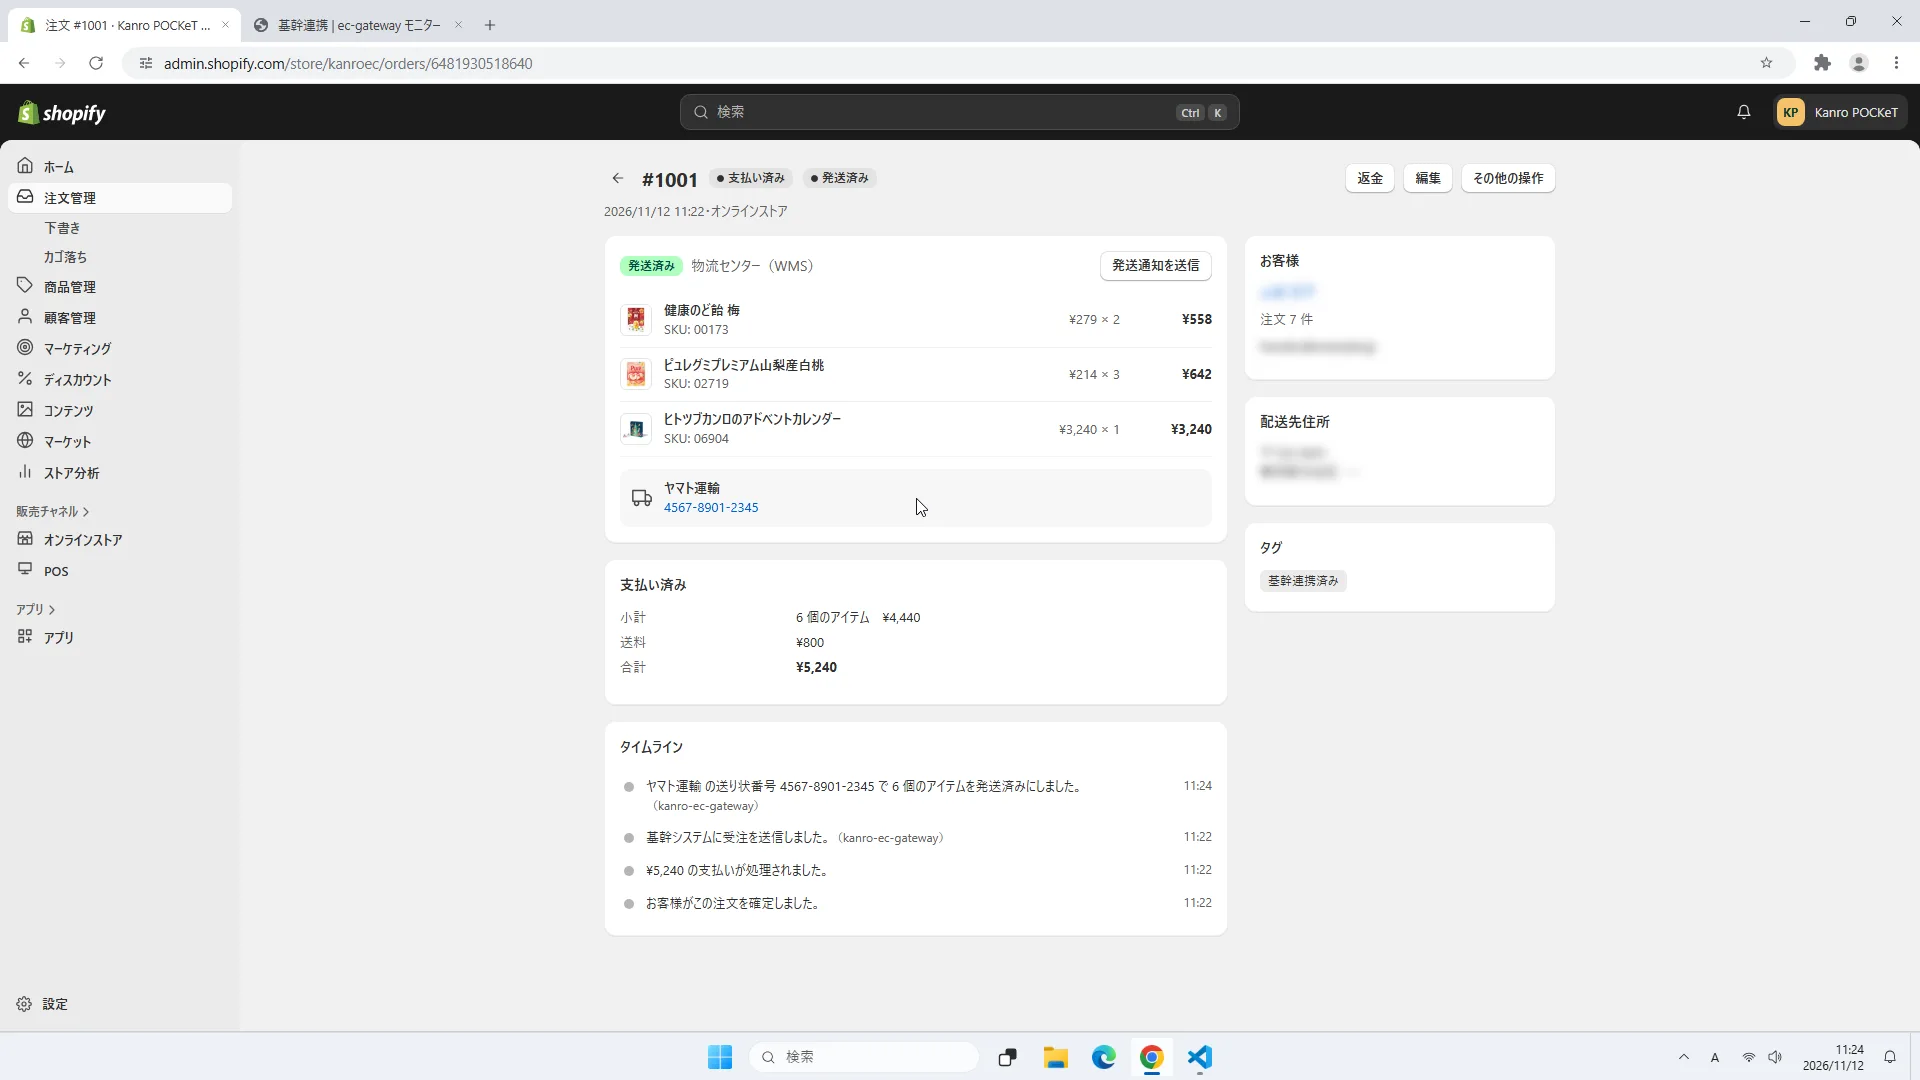 注文 #1001 · Kanro POCKeT ...
基幹連携 | ec-gateway モニター
admin.shopify.com/store/kanroec/orders/6481930518640
shopify
検索
Ctrl K
KP
Kanro POCKeT
ホーム
注文管理
下書き
カゴ落ち
商品管理
顧客管理
マーケティング
ディスカウント
コンテンツ
マーケット
ストア分析
販売チャネル
オンラインストア
POS
アプリ
アプリ
設定
#1001
支払い済み
発送済み
2026/11/12 11:22・オンラインストア
返金
編集
その他の操作
発送済み
物流センター（WMS）
発送通知を送信
健康のど飴 梅
SKU: 00173
¥279 × 2
¥558
ピュレグミプレミアム山梨産白桃
SKU: 02719
¥214 × 3
¥642
ヒトツブカンロのアドベントカレンダー
SKU: 06904
¥3,240 × 1
¥3,240
ヤマト運輸
4567-8901-2345
支払い済み
小計
6 個のアイテム ¥4,440
送料
¥800
合計
¥5,240
タイムライン
ヤマト運輸 の送り状番号 4567-8901-2345 で 6 個のアイテムを発送済みにしました。
（kanro-ec-gateway）
11:24
基幹システムに受注を送信しました。（kanro-ec-gateway）
11:22
¥5,240 の支払いが処理されました。
11:22
お客様がこの注文を確定しました。
11:22
お客様
注文 7 件
配送先住所
タグ
基幹連携済み
検索
A
11:24
2026/11/12